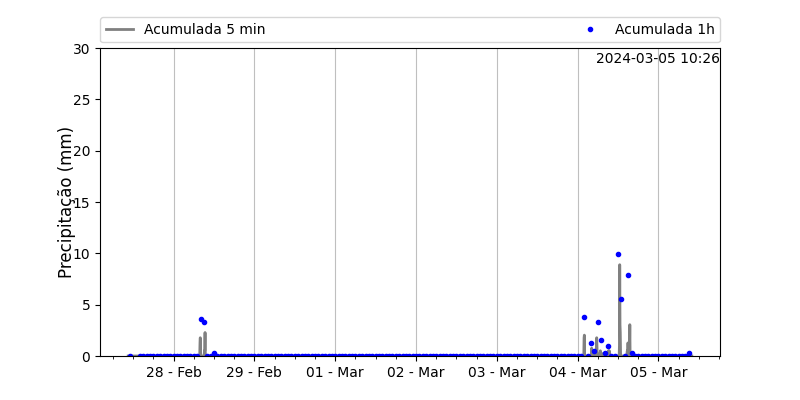 Acumulada 5 min
Acumulada 1h
2024-03-05 10:26
Precipitação (mm)
30
25
20
15
10
5
0
28 - Feb
29 - Feb
01 - Mar
02 - Mar
03 - Mar
04 - Mar
05 - Mar